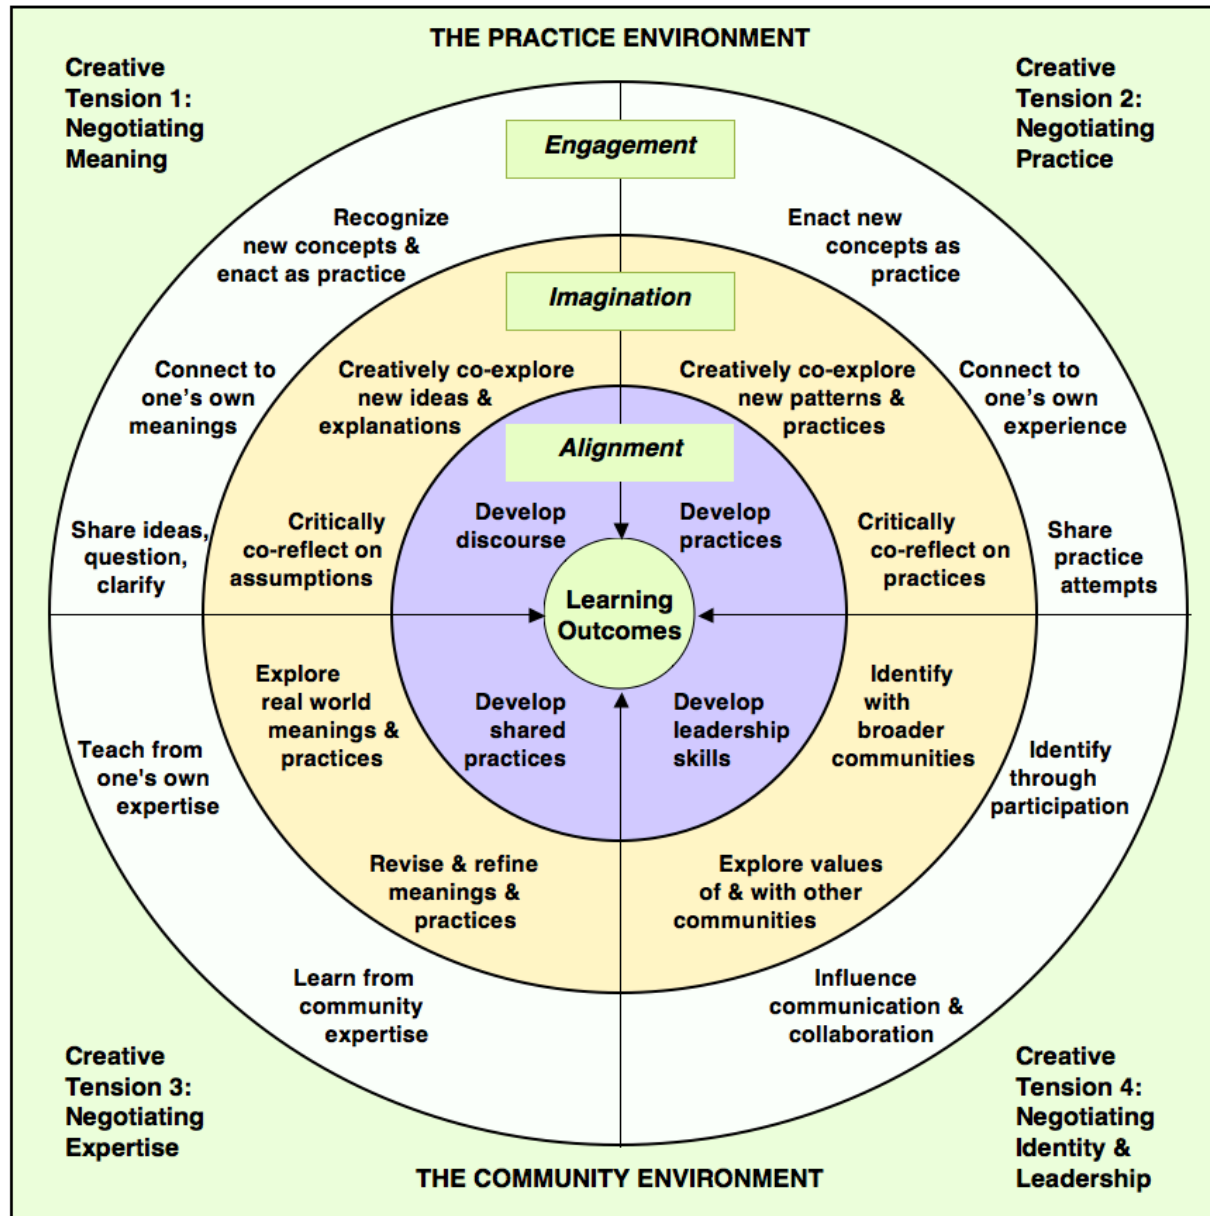 THE PRACTICE ENVIRONMENT
Creative
Tension 1:
Negotiating
Meaning
Creative
Tension 2:
Negotiating
Practice
Engagement
Recognize
new concepts &
enact as practice
Enact new
concepts as
practice
Imagination
Connect to
one's own
meanings
Creatively co-explore
new ideas &
explanations
Creatively co-explore
new patterns &
practices
Connect to
one's own
experience
Alignment
Share ideas,
question,
clarify
Critically
co-reflect on
assumptions
Develop
discourse
Develop
practices
Critically
co-reflect on
practices
Share
practice
attempts
Learning
Outcomes
Teach from
one's own
expertise
Explore
real world
meanings &
practices
Develop
shared
practices
Develop
leadership
skills
Identify
with
broader
communities
Identify
through
participation
Revise & refine
meanings &
practices
Explore values
of & with other
communities
Learn from
community
expertise
Influence
communication &
collaboration
Creative
Tension 3:
Negotiating
Expertise
Creative
Tension 4:
Negotiating
Identity &
Leadership
THE COMMUNITY ENVIRONMENT